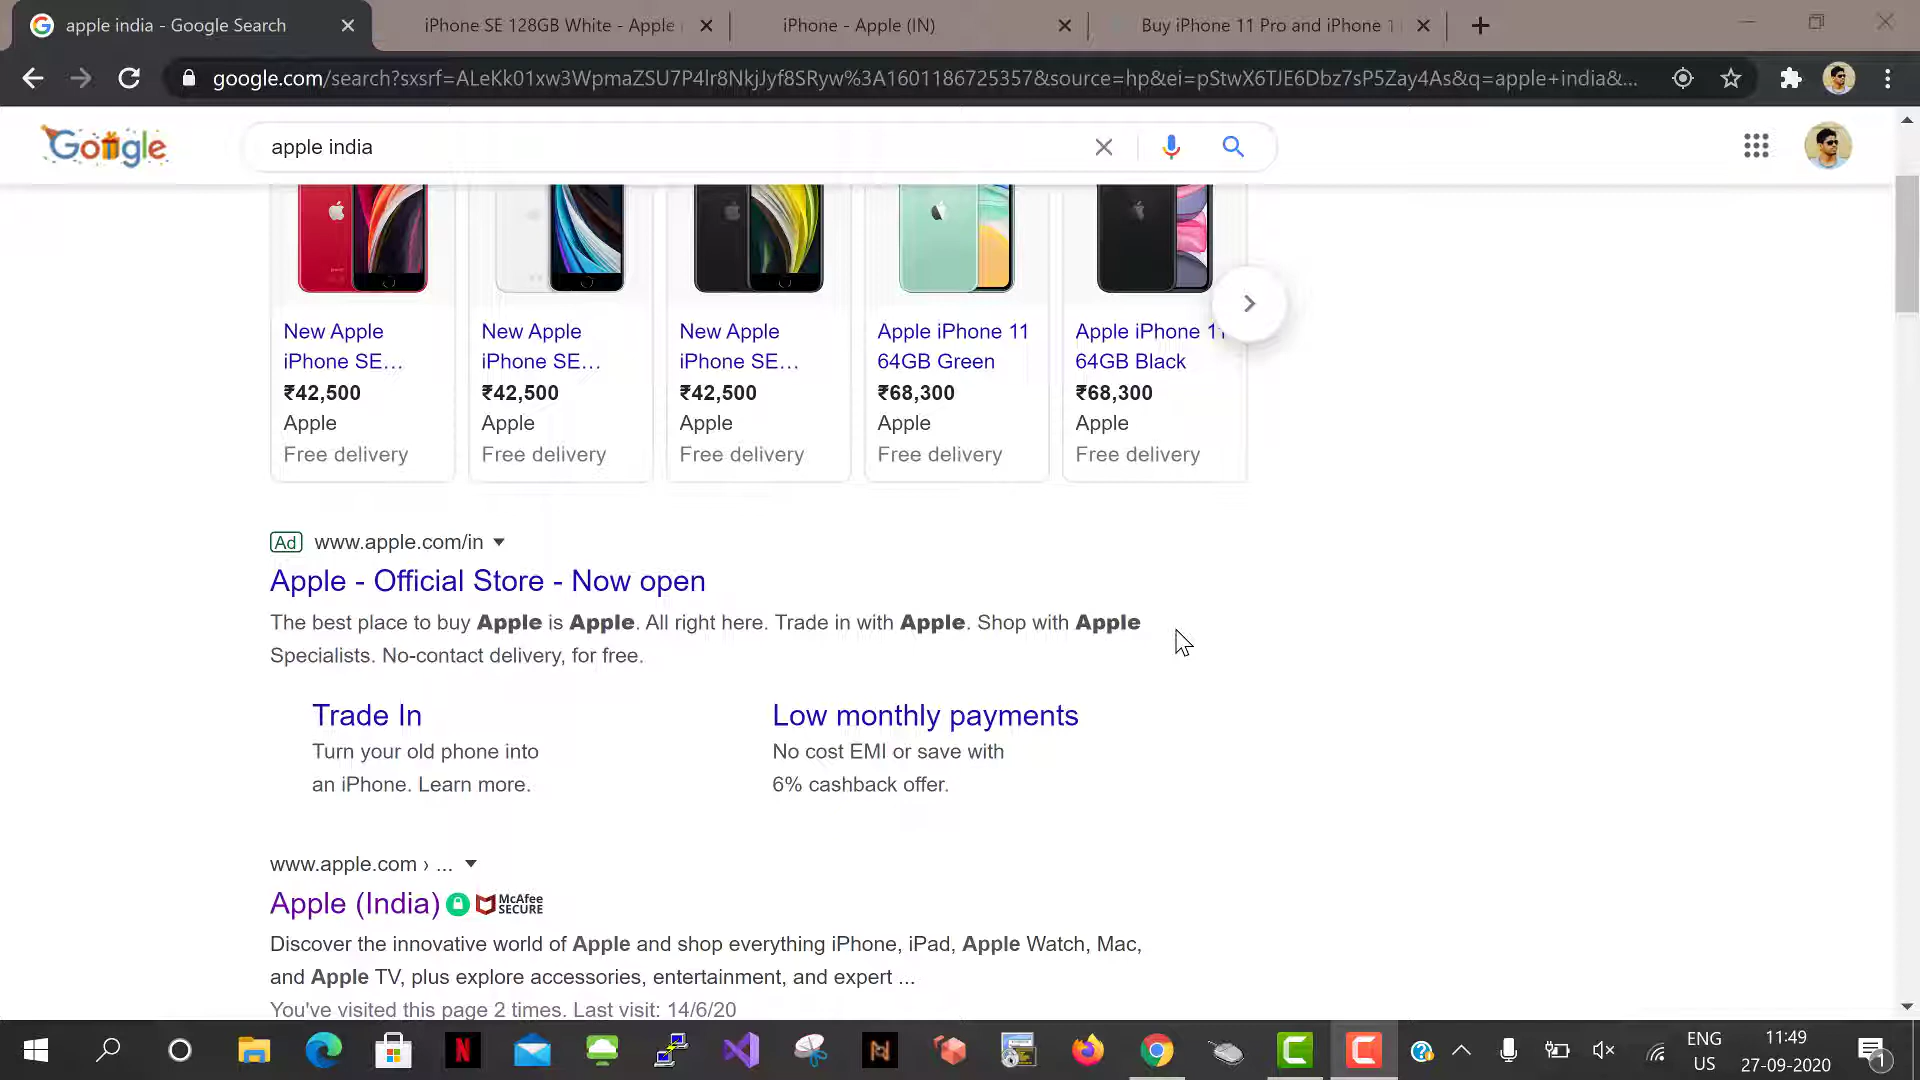 apple india - Google Search
iPhone SE 128GB White - Apple
iPhone - Apple (IN)
Buy iPhone 11 Pro and iPhone 1
google.com/search?sxsrf=ALeKk01xw3WpmaZSU7P4lr8NkjJyf8SRyw%3A1601186725357&source=hp&ei=pStwX6TJE6Dbz7sP5Zay4As&q=apple+india&...
Google
apple india
New Apple
iPhone SE...
₹42,500
Apple
Free delivery
New Apple
iPhone SE...
₹42,500
Apple
Free delivery
New Apple
iPhone SE...
₹42,500
Apple
Free delivery
Apple iPhone 11
64GB Green
₹68,300
Apple
Free delivery
Apple iPhone 11
64GB Black
₹68,300
Apple
Free delivery
Ad www.apple.com/in
Apple - Official Store - Now open
The best place to buy Apple is Apple. All right here. Trade in with Apple. Shop with Apple
Specialists. No-contact delivery, for free.
Trade In
Turn your old phone into
an iPhone. Learn more.
Low monthly payments
No cost EMI or save with
6% cashback offer.
www.apple.com › ...
Apple (India) McAfee SECURE
Discover the innovative world of Apple and shop everything iPhone, iPad, Apple Watch, Mac,
and Apple TV, plus explore accessories, entertainment, and expert ...
You've visited this page 2 times. Last visit: 14/6/20
ENG
US
11:49
27-09-2020
1